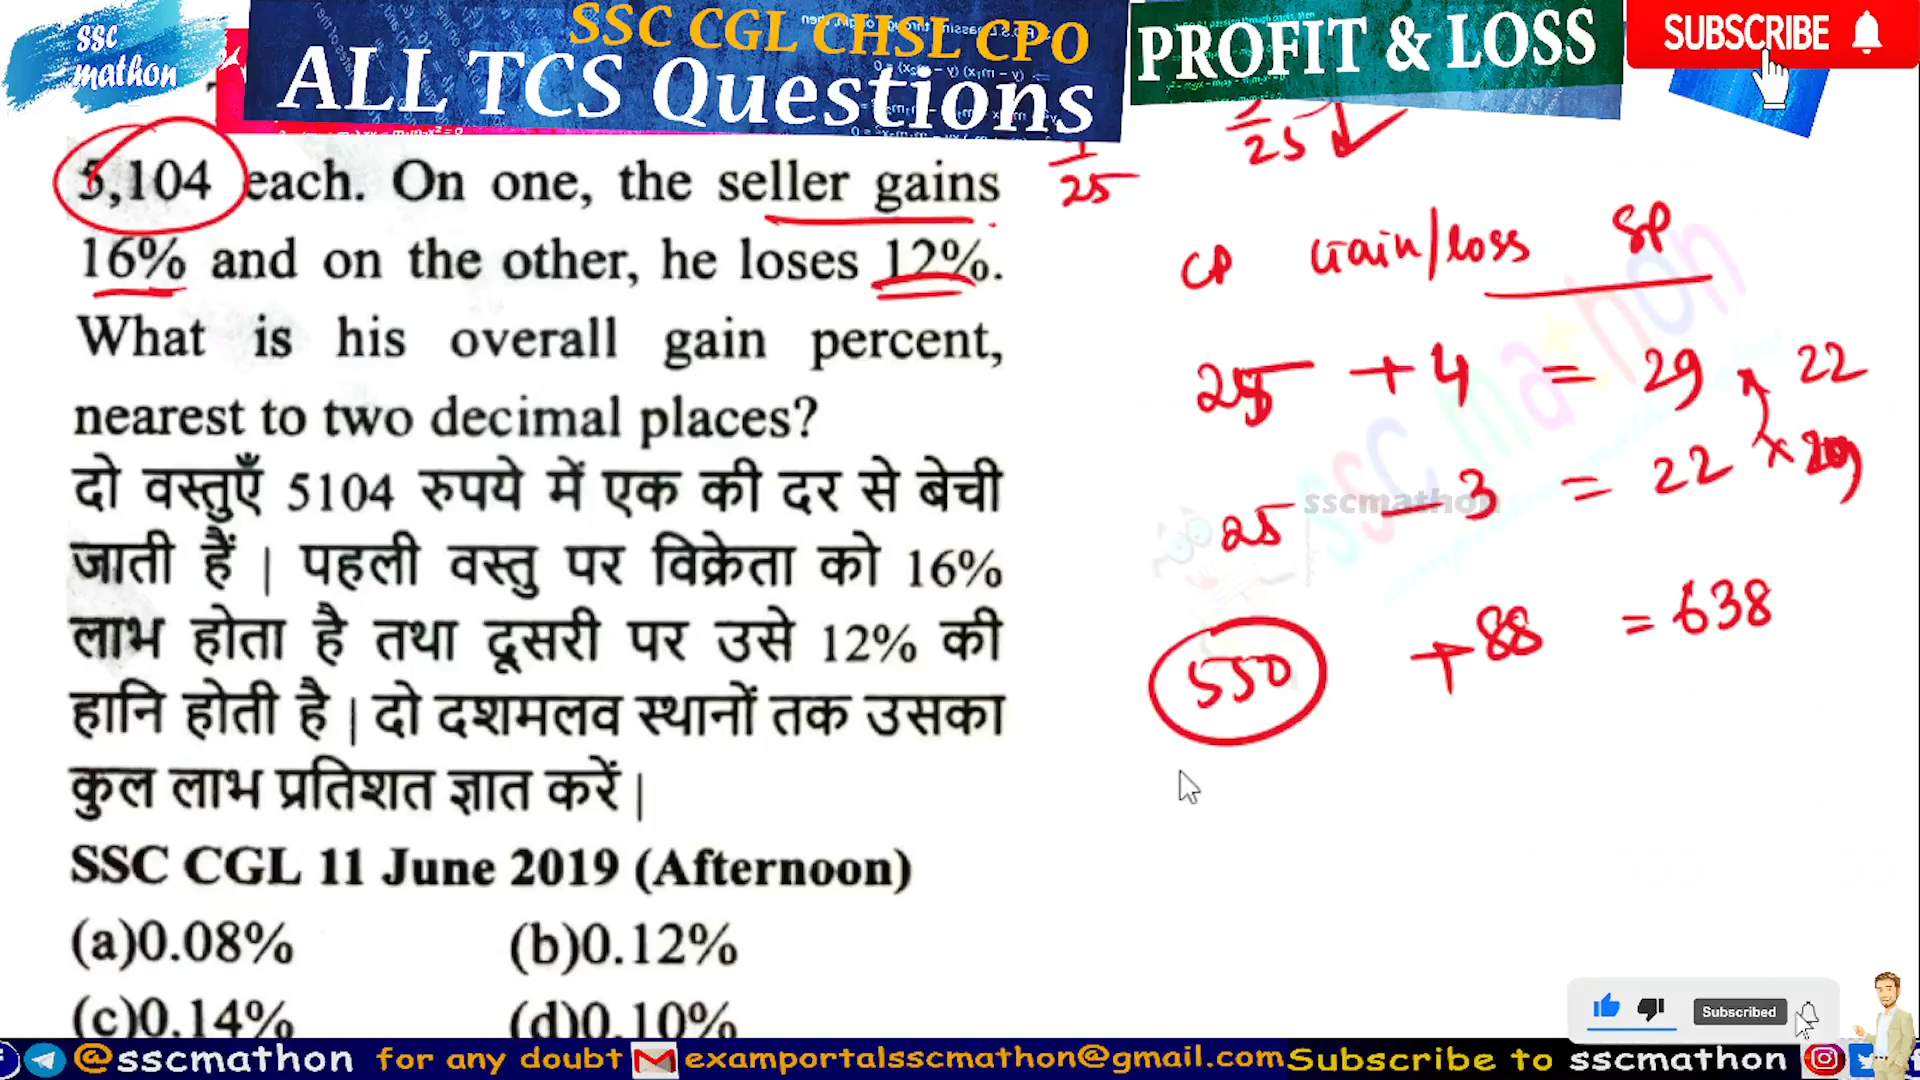 ssc mathon
SSC CGL CHSL CPO
ALL TCS Questions
PROFIT & LOSS
SUBSCRIBE
5,104 each. On one, the seller gains
16% and on the other, he loses 12%.
What is his overall gain percent,
nearest to two decimal places?
दो वस्तुएँ 5104 रुपये में एक की दर से बेची
जाती हैं | पहली वस्तु पर विक्रेता को 16%
लाभ होता है तथा दूसरी पर उसे 12% की
हानि होती है | दो दशमलव स्थानों तक उसका
कुल लाभ प्रतिशत ज्ञात करें |
SSC CGL 11 June 2019 (Afternoon)
(a)0.08% (b)0.12%
(c)0.14% (d)0.10%
1/25
25
CP Gain/loss SP
25 + 4 = 29 22
25 - 3 = 22 × 29
550 + 88 = 638
ssc mathon
sscmathon
Subscribed
@sscmathon for any doubt examportalsscmathon@gmail.com Subscribe to sscmathon